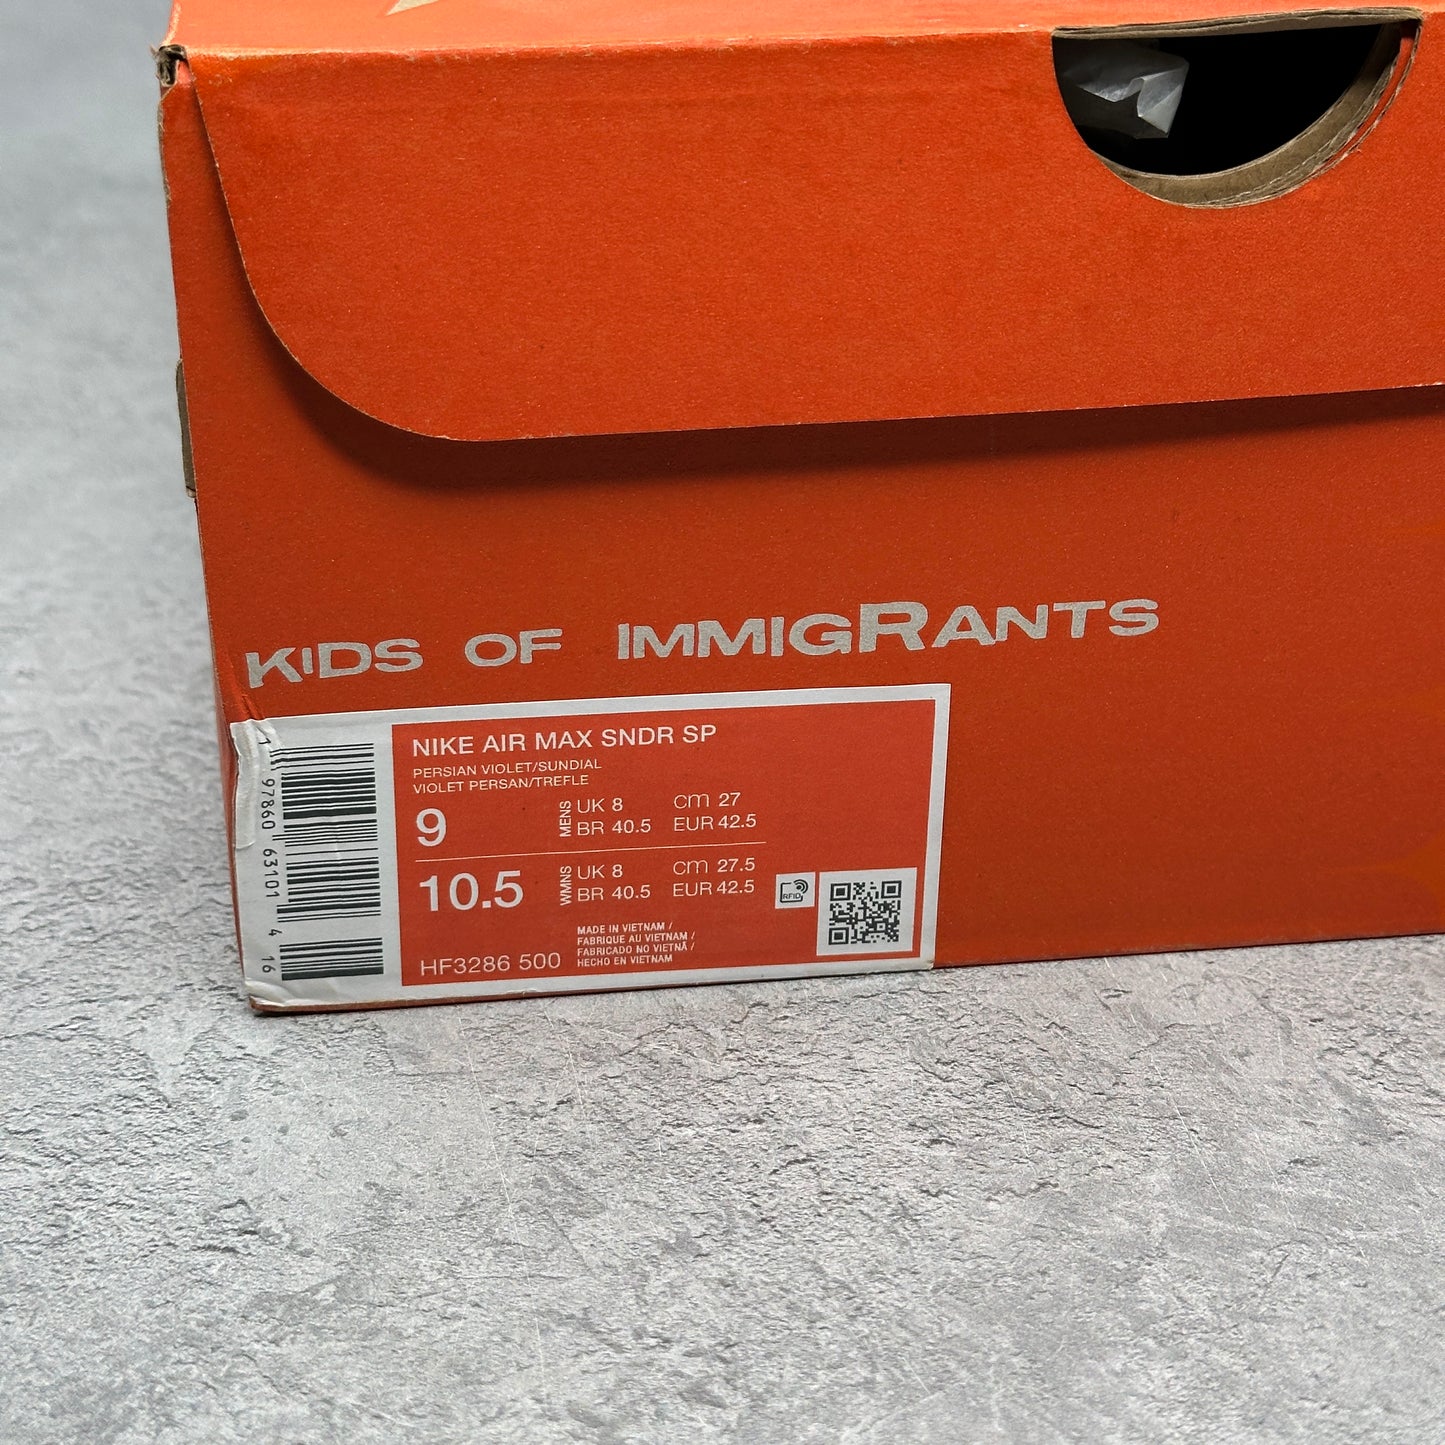 KIDS OF IMMIGRANTS
NIKE AIR MAX SNDR SP
PERSIAN VIOLET/SUNDIAL
VIOLET PERSAN/TREFLE
9 MENS UK 8 cm 27
BR 40.5 EUR 42.5
10.5 WMNS UK 8 cm 27.5
BR 40.5 EUR 42.5
RFID
HF3286 500
MADE IN VIETNAM /
FABRIQUE AU VIETNAM /
FABRICADO NO VIETNÃ /
HECHO EN VIETNAM
1 97860 63101 4 16